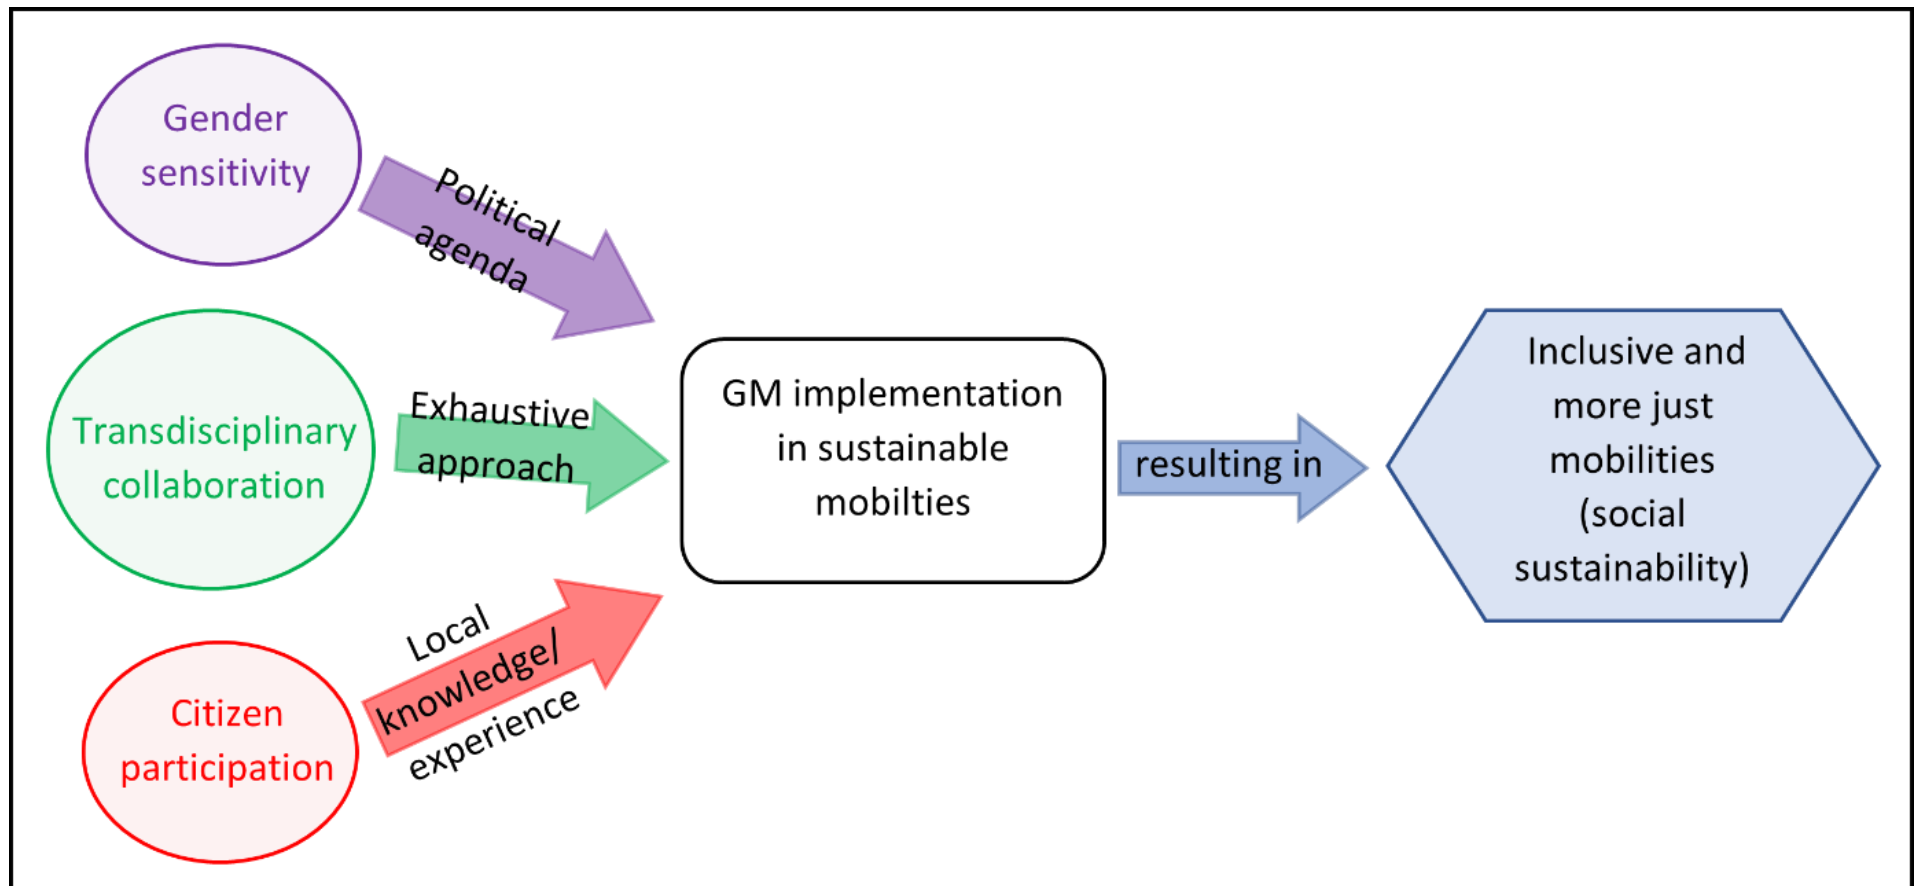 Gender
sensitivity
Political
agenda
Transdisciplinary
collaboration
Exhaustive
approach
Citizen
participation
Local
knowledge/
experience
GM implementation
in sustainable
mobilties
resulting in
Inclusive and
more just
mobilities
(social
sustainability)